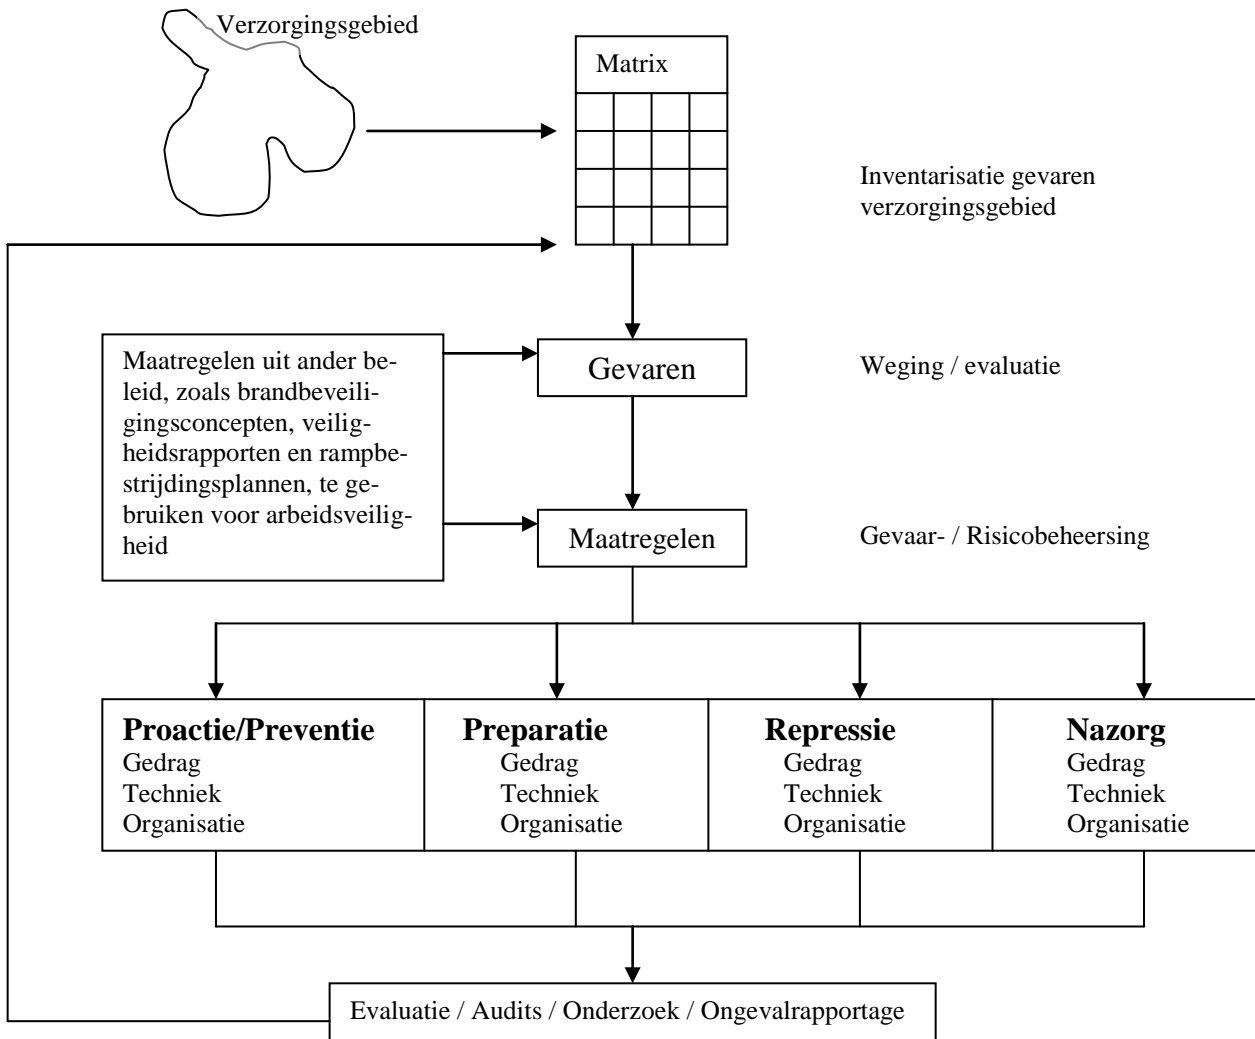 Verzorgingsgebied
Matrix
Inventarisatie gevaren
verzorgingsgebied
Maatregelen uit ander be-
leid, zoals brandbeveili-
gingsconcepten, veilig-
heidsrapporten en rampbe-
strijdingsplannen, te ge-
bruiken voor arbeidsveilig-
heid
Gevaren
Weging / evaluatie
Maatregelen
Gevaar- / Risicobeheersing
Proactie/Preventie
Gedrag
Techniek
Organisatie
Preparatie
Gedrag
Techniek
Organisatie
Repressie
Gedrag
Techniek
Organisatie
Nazorg
Gedrag
Techniek
Organisatie
Evaluatie / Audits / Onderzoek / Ongevalrapportage